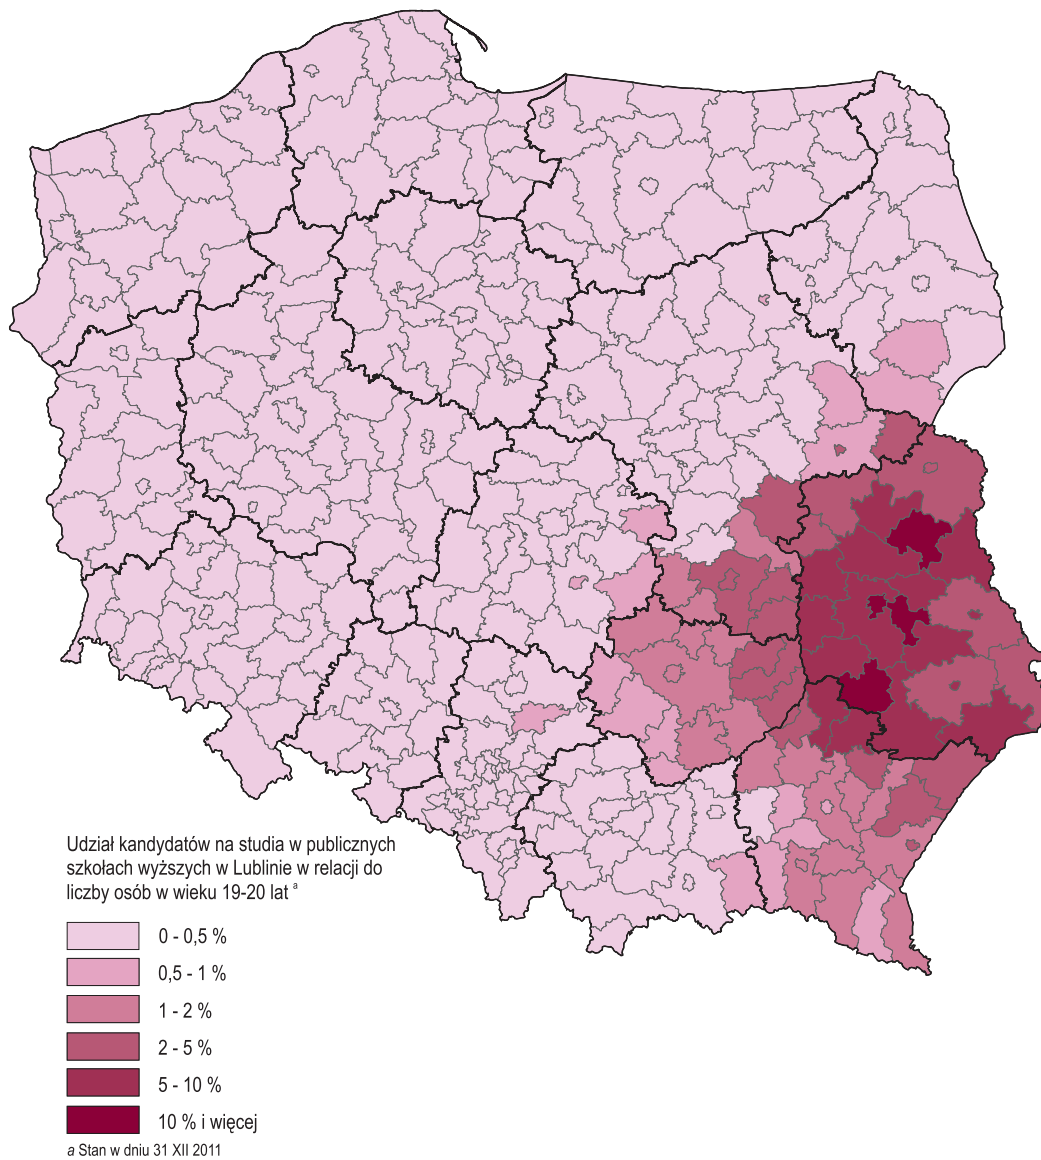 Udział kandydatów na studia w publicznych
szkołach wyższych w Lublinie w relacji do
liczby osób w wieku 19-20 lat a
0 - 0,5 %
0,5 - 1 %
1 - 2 %
2 - 5 %
5 - 10 %
10 % i więcej
a Stan w dniu 31 XII 2011